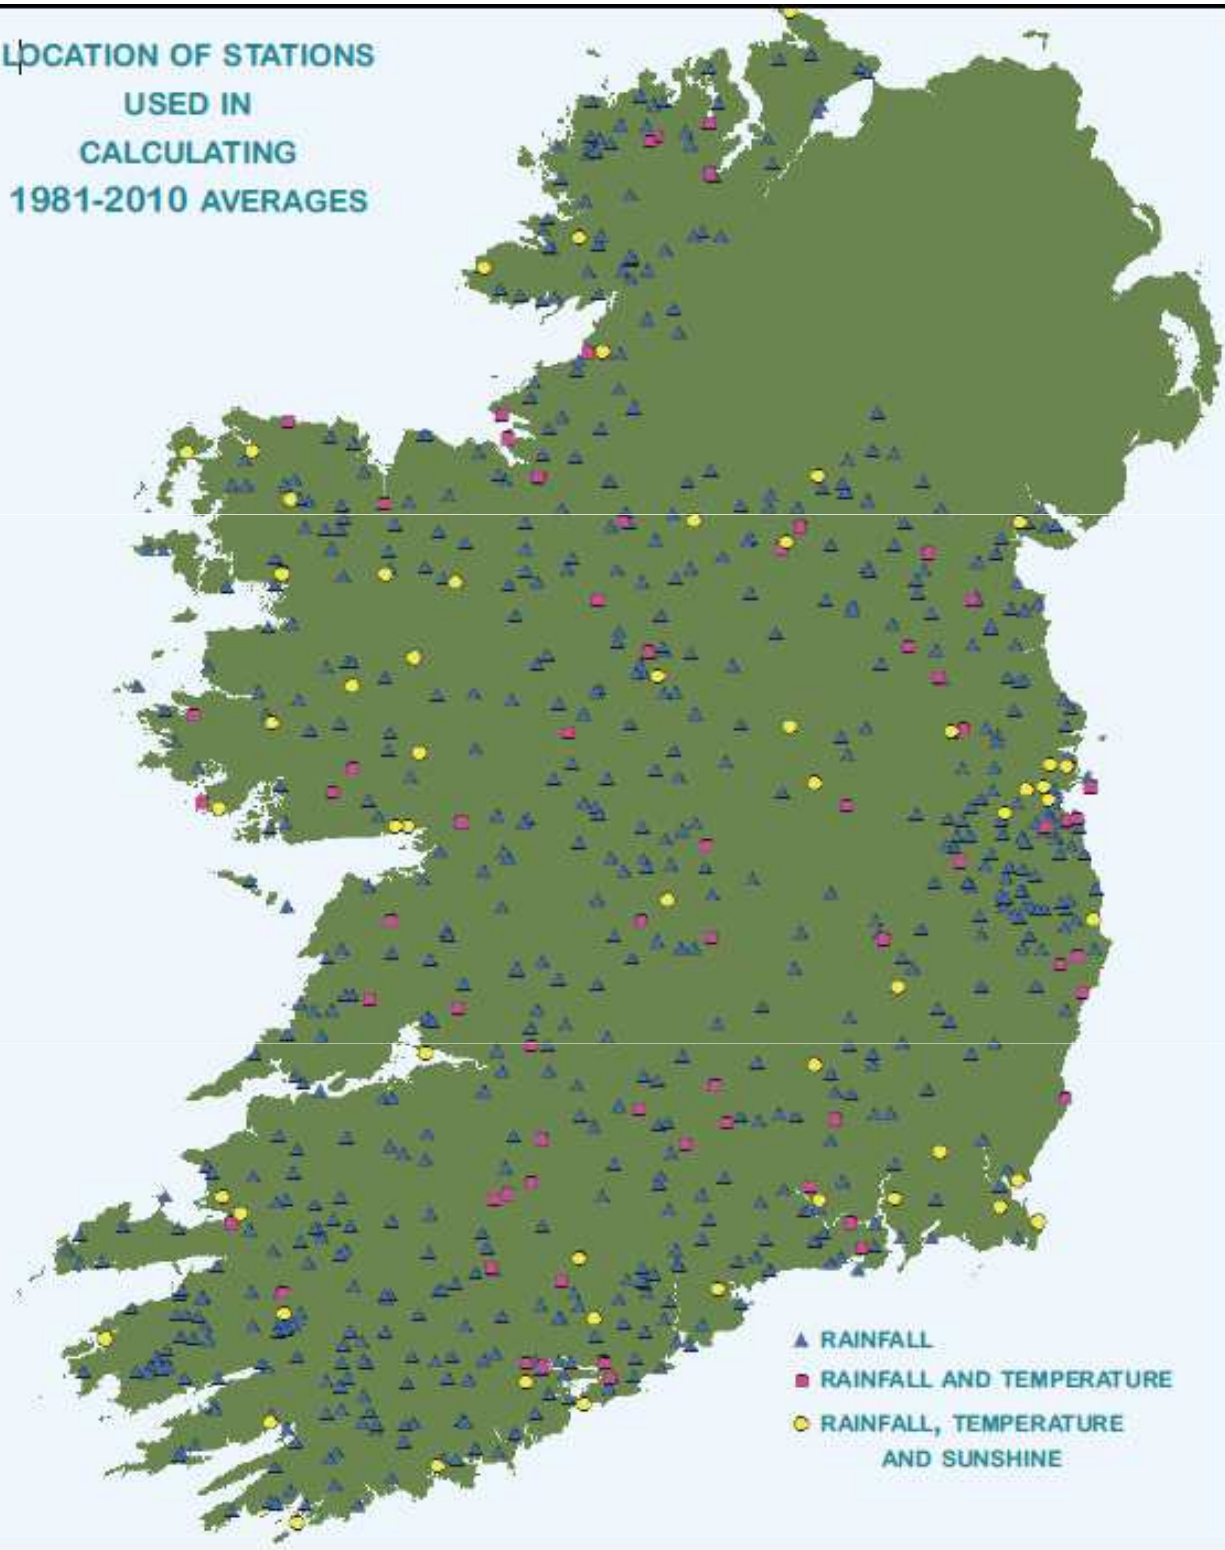 LOCATION OF STATIONS
USED IN
CALCULATING
1981-2010 AVERAGES
RAINFALL
RAINFALL AND TEMPERATURE
RAINFALL, TEMPERATURE
AND SUNSHINE